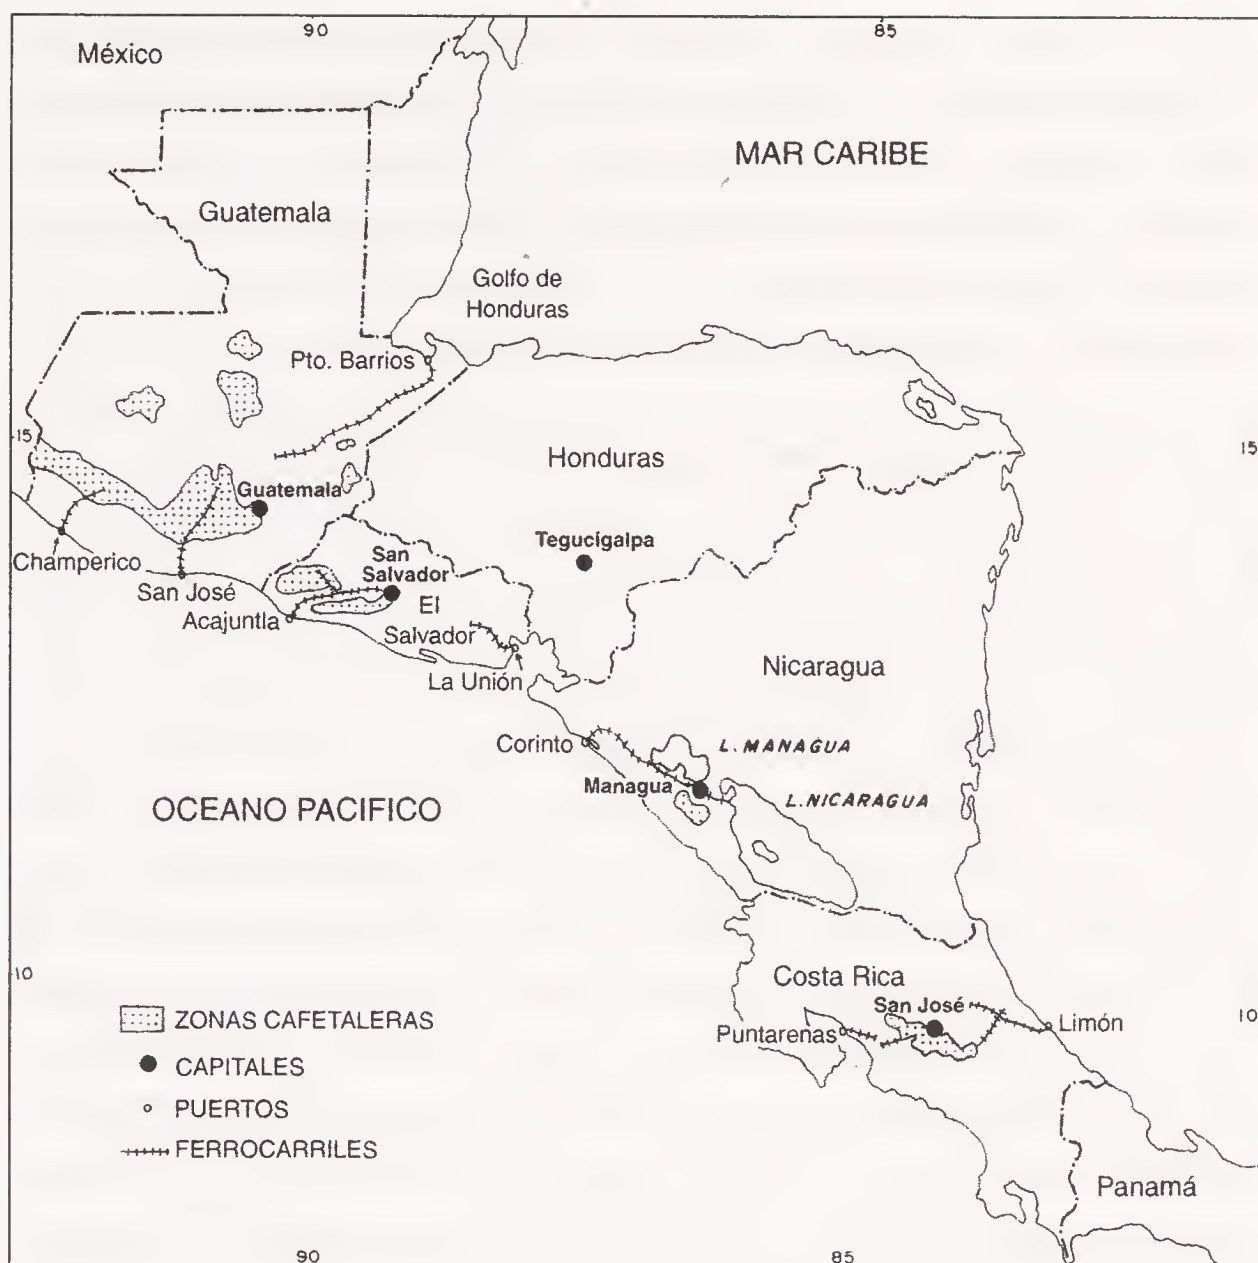 90
85
México
MAR CARIBE
Guatemala
Golfo de
Honduras
Pto. Barrios
15
15
Honduras
Guatemala
Tegucigalpa
Champerico
San
Salvador
San José
Acajuntla
El
Salvador
La Unión
Nicaragua
Corinto
L. MANAGUA
Managua
L. NICARAGUA
OCEANO PACIFICO
10
Costa Rica
San José
10
Puntarenas
Limón
ZONAS CAFETALERAS
CAPITALES
PUERTOS
FERROCARRILES
Panamá
90
85